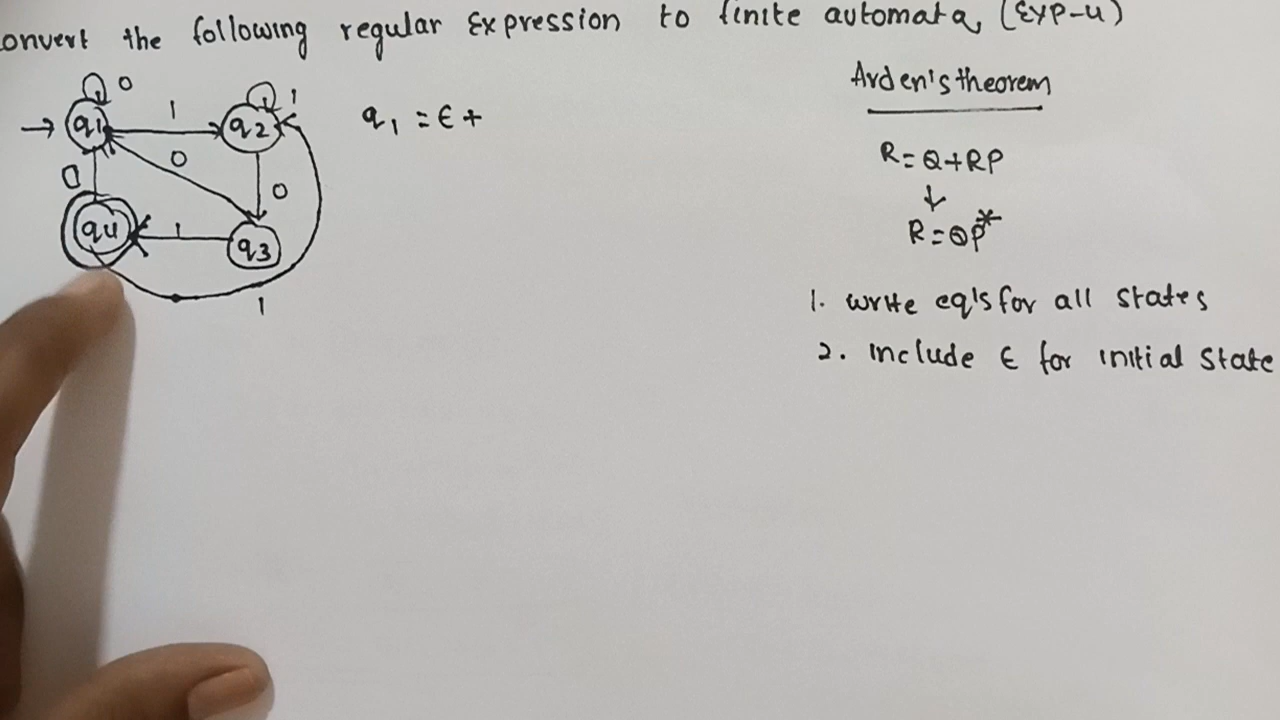 onvert the following regular Expression to finite automata, (Exp-4)
Arden's theorem
0
1
1
q1
q2
q1 = ε +
0
0
0
R = Q + RP
↓
R = QP*
q4
1
q3
1
1. write eq's for all states
2. include ε for initial state